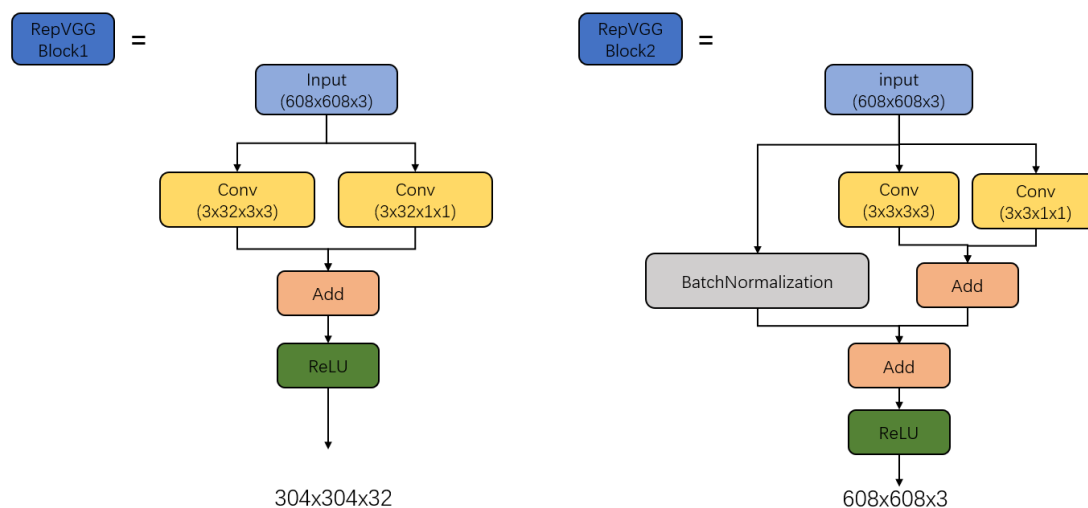 RepVGG
Block1
=
Input
(608x608x3)
Conv
(3x32x3x3)
Conv
(3x32x1x1)
Add
ReLU
304x304x32
RepVGG
Block2
=
input
(608x608x3)
Conv
(3x3x3x3)
Conv
(3x3x1x1)
BatchNormalization
Add
Add
ReLU
608x608x3